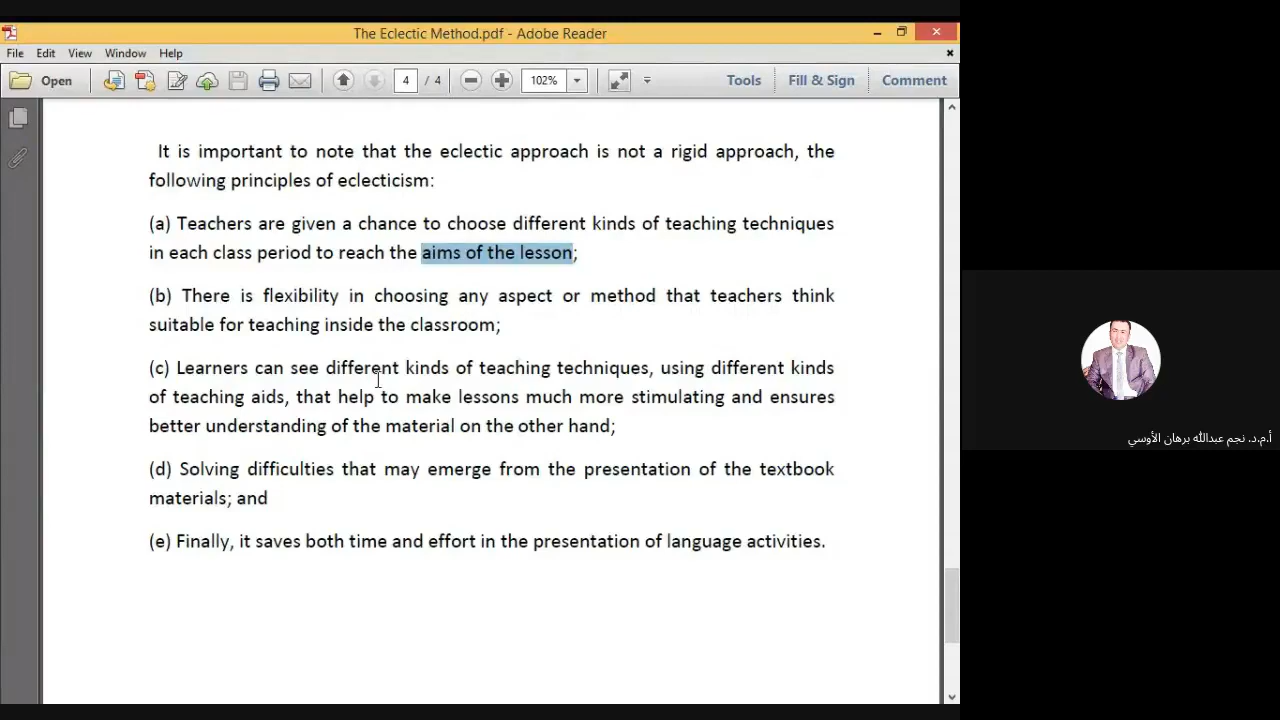 The Eclectic Method.pdf - Adobe Reader
File Edit View Window Help
Open 4 / 4 102% Tools Fill & Sign Comment
It is important to note that the eclectic approach is not a rigid approach, the
following principles of eclecticism:
(a) Teachers are given a chance to choose different kinds of teaching techniques
in each class period to reach the aims of the lesson;
(b) There is flexibility in choosing any aspect or method that teachers think
suitable for teaching inside the classroom;
(c) Learners can see different kinds of teaching techniques, using different kinds
of teaching aids, that help to make lessons much more stimulating and ensures
better understanding of the material on the other hand;
(d) Solving difficulties that may emerge from the presentation of the textbook
materials; and
(e) Finally, it saves both time and effort in the presentation of language activities.
أ.م.د. نجم عبدالله برهان الأوسي